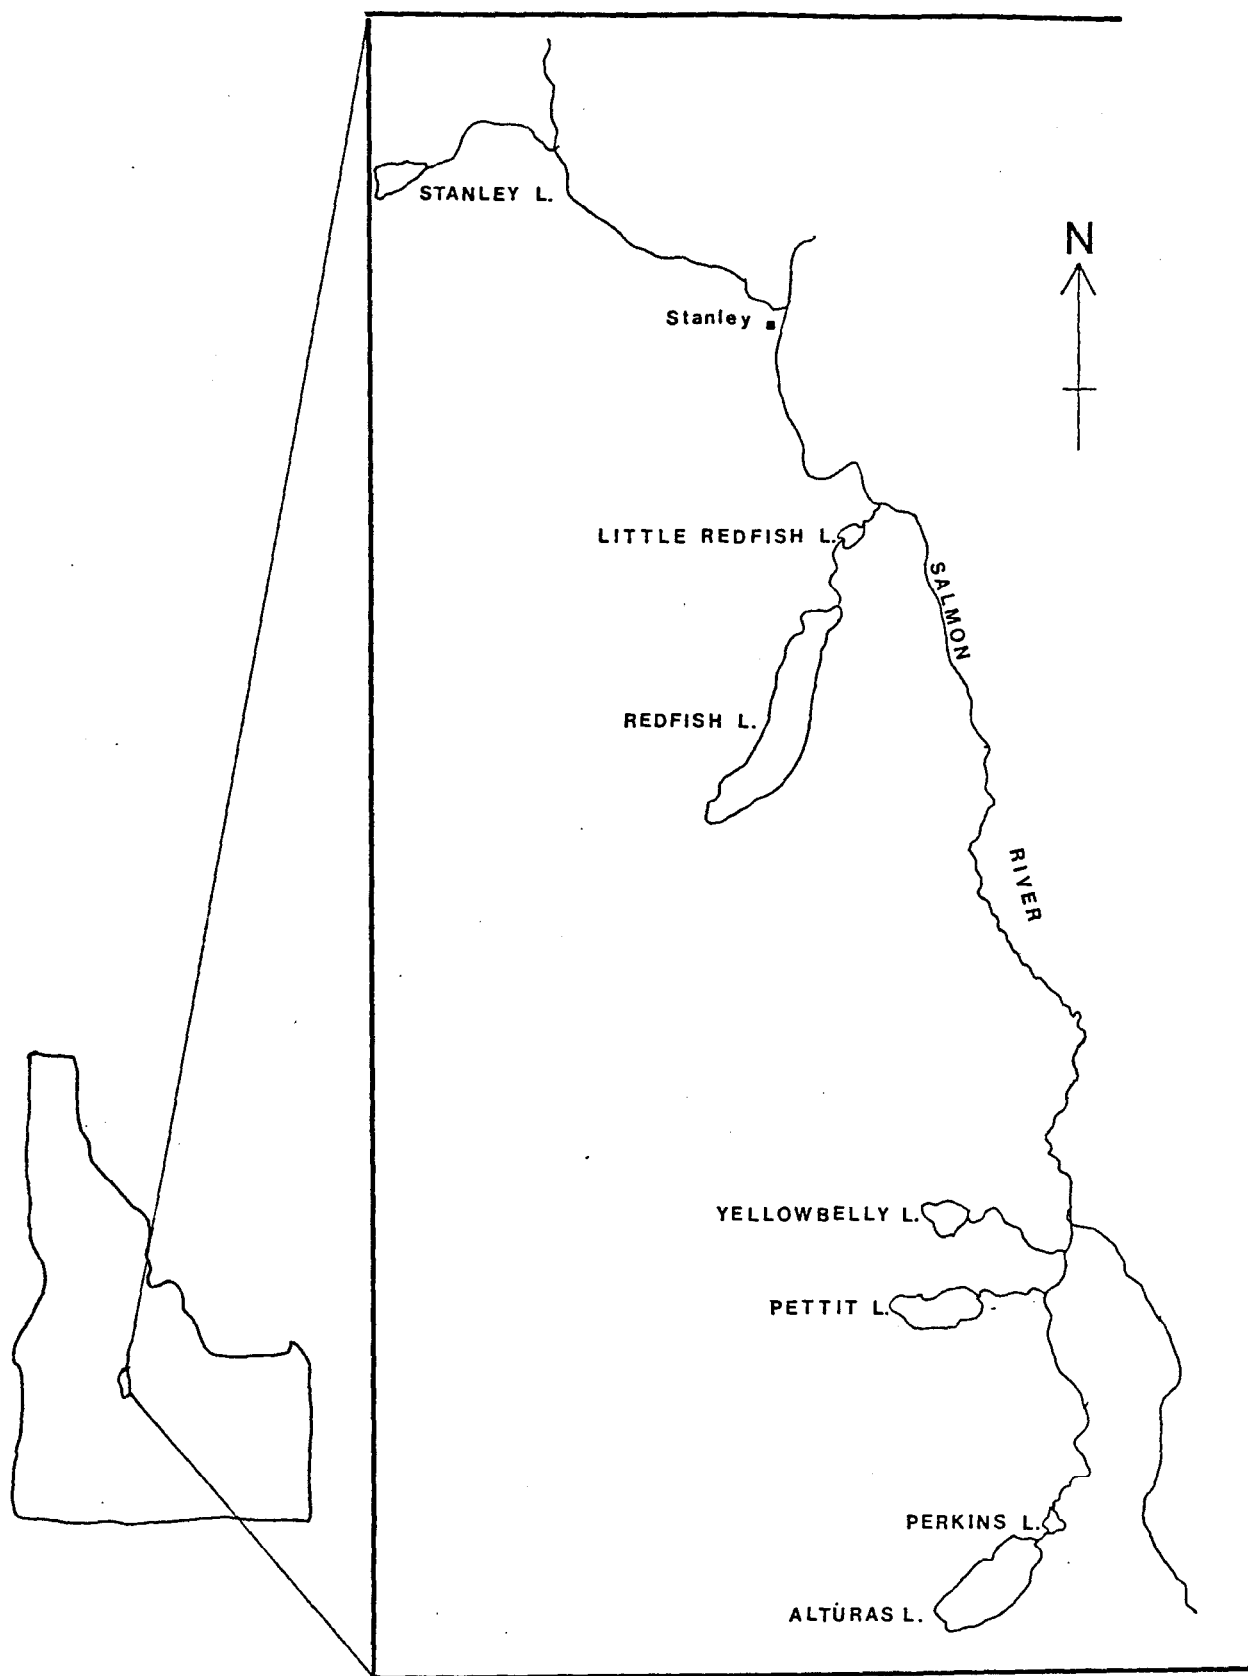 STANLEY L.
N
Stanley
LITTLE REDFISH L.
SALMON
REDFISH L.
RIVER
YELLOWBELLY L.
PETTIT L.
PERKINS L.
ALTURAS L.